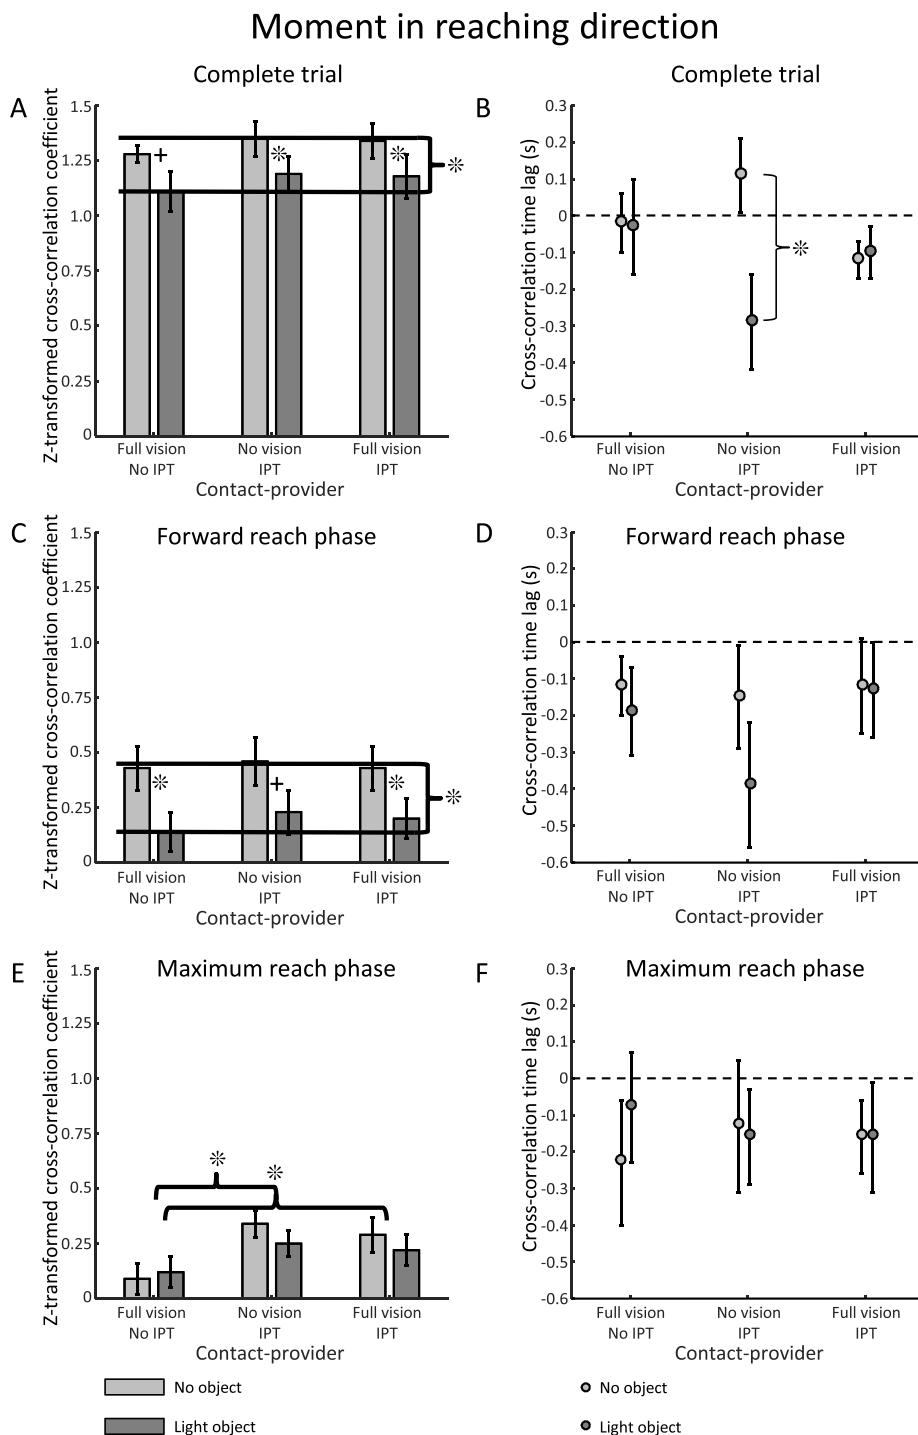 Moment in reaching direction
Complete trial
A
Z-transformed cross-correlation coefficient
1.5
1.25
1.0
0.75
0.5
0.25
0
+
*
*
*
Full vision No vision Full vision
No IPT IPT IPT
Contact-provider
Complete trial
B
Cross-correlation time lag (s)
0.3
0.2
0.1
0
-0.1
-0.2
-0.3
-0.4
-0.5
-0.6
*
Full vision No vision Full vision
No IPT IPT IPT
Contact-provider
C
Forward reach phase
Z-transformed cross-correlation coefficient
1.5
1.25
1.0
0.75
0.5
0.25
0
*
+
*
*
Full vision No vision Full vision
No IPT IPT IPT
Contact-provider
D
Forward reach phase
Cross-correlation time lag (s)
0.3
0.2
0.1
0
-0.1
-0.2
-0.3
-0.4
-0.5
-0.6
Full vision No vision Full vision
No IPT IPT IPT
Contact-provider
E
Maximum reach phase
Z-transformed cross-correlation coefficient
1.5
1.25
1.0
0.75
0.5
0.25
0
*
*
Full vision No vision Full vision
No IPT IPT IPT
Contact-provider
F
Maximum reach phase
Cross-correlation time lag (s)
0.3
0.2
0.1
0
-0.1
-0.2
-0.3
-0.4
-0.5
-0.6
Full vision No vision Full vision
No IPT IPT IPT
Contact-provider
No object
Light object
No object
Light object